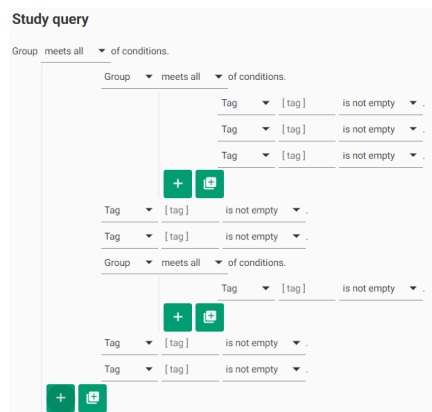 Study query
Group meets all of conditions.
Group meets all of conditions.
Tag [ tag ] is not empty .
Tag [ tag ] is not empty .
Tag [ tag ] is not empty .
Tag [ tag ] is not empty .
Tag [ tag ] is not empty .
Group meets all of conditions.
Tag [ tag ] is not empty .
Tag [ tag ] is not empty .
Tag [ tag ] is not empty .